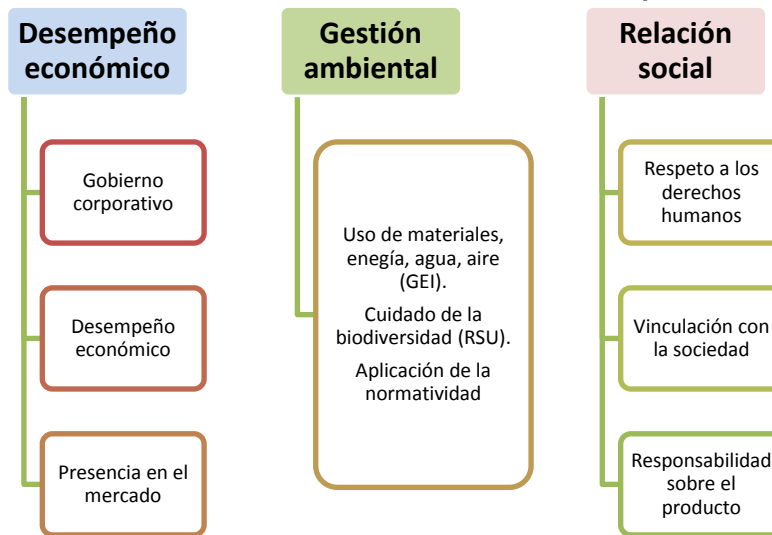 Desempeño
económico
Gobierno
corporativo
Desempeño
económico
Presencia en el
mercado
Gestión
ambiental
Uso de materiales,
enegía, agua, aire
(GEI).
Cuidado de la
biodiversidad (RSU).
Aplicación de la
normatividad
Relación
social
Respeto a los
derechos
humanos
Vinculación con
la sociedad
Responsabilidad
sobre el
producto